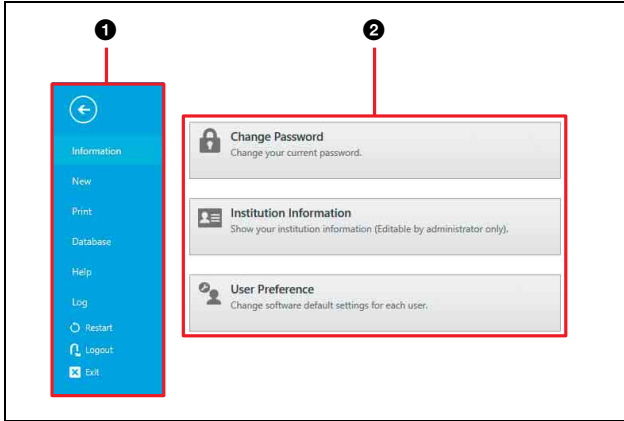 1
2
Information
New
Print
Database
Help
Log
Restart
Logout
Exit
Change Password
Change your current password.
Institution Information
Show your institution information (Editable by administrator only).
User Preference
Change software default settings for each user.